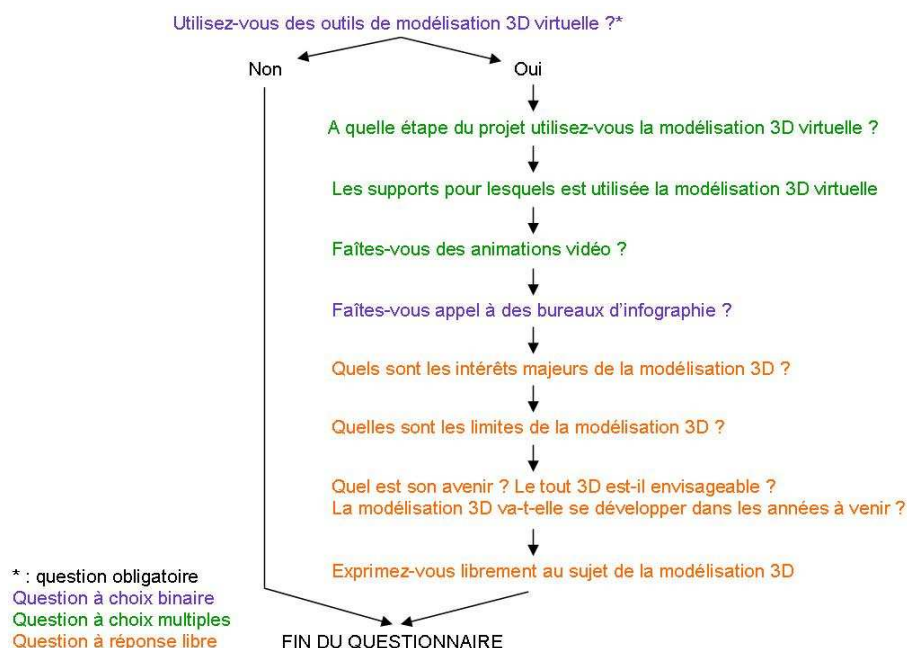 Utilisez-vous des outils de modélisation 3D virtuelle ?*
Non
Oui
A quelle étape du projet utilisez-vous la modélisation 3D virtuelle ?
Les supports pour lesquels est utilisée la modélisation 3D virtuelle
Faîtes-vous des animations vidéo ?
Faîtes-vous appel à des bureaux d'infographie ?
Quels sont les intérêts majeurs de la modélisation 3D ?
Quelles sont les limites de la modélisation 3D ?
Quel est son avenir ? Le tout 3D est-il envisageable ?
La modélisation 3D va-t-elle se développer dans les années à venir ?
Exprimez-vous librement au sujet de la modélisation 3D
* : question obligatoire
Question à choix binaire
Question à choix multiples
Question à réponse libre
FIN DU QUESTIONNAIRE